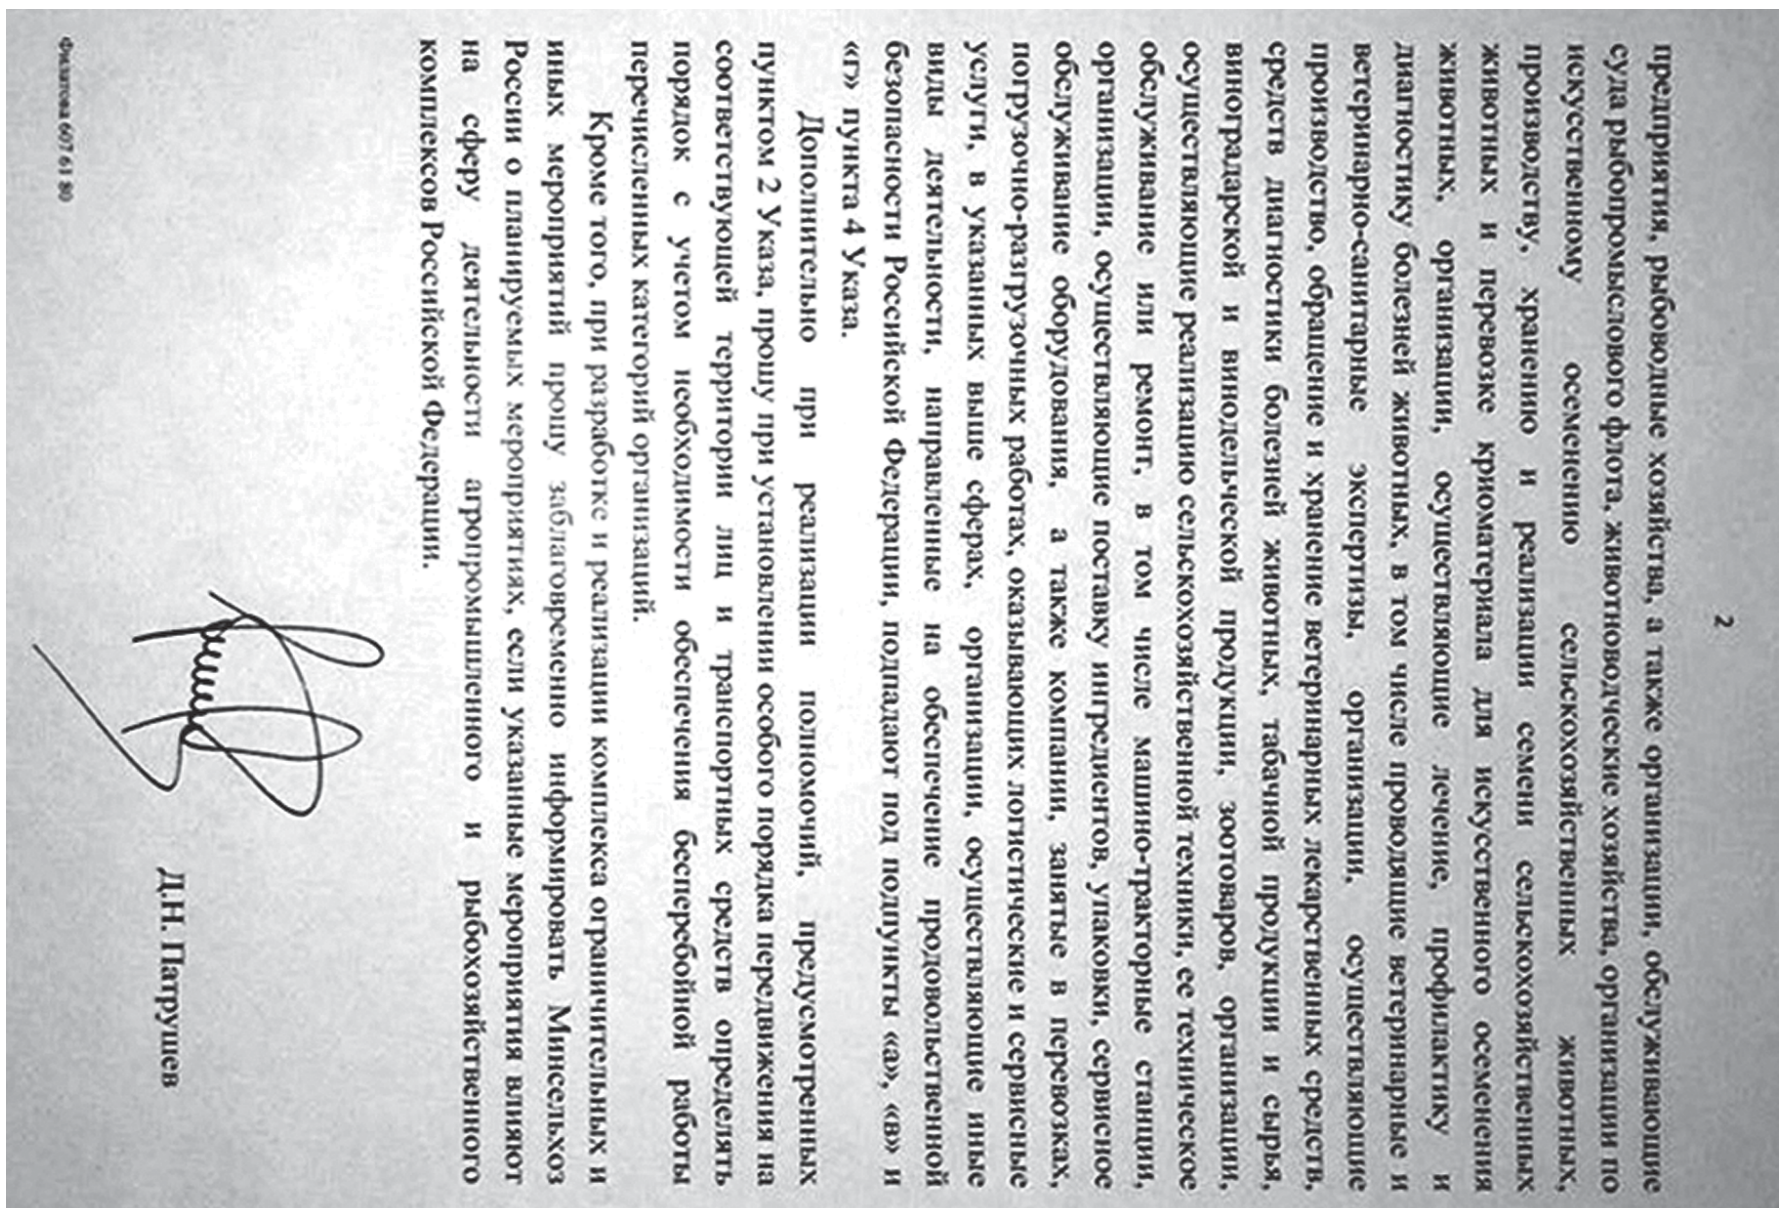 2
предприятия, рыбоводные хозяйства, а также организации, обслуживающие
суда рыбопромыслового флота, животноводческие хозяйства, организации по
искусственному осеменению сельскохозяйственных животных,
производству, хранению и реализации семени сельскохозяйственных
животных и перевозке криоматериала для искусственного осеменения
животных, организации, осуществляющие лечение, профилактику и
диагностику болезней животных, в том числе проводящие ветеринарные и
ветеринарно-санитарные экспертизы, организации, осуществляющие
производство, обращение и хранение ветеринарных лекарственных средств,
средств диагностики болезней животных, табачной продукции и сырья,
виноградарской и винодельческой продукции, зоотоваров, организации,
осуществляющие реализацию сельскохозяйственной техники, ее техническое
обслуживание или ремонт, в том числе машино-тракторные станции,
организации, осуществляющие поставку ингредиентов, упаковки, сервисное
обслуживание оборудования, а также компании, занятые в перевозках,
погрузочно-разгрузочных работах, оказывающих логистические и сервисные
услуги, в указанных выше сферах, организации, осуществляющие иные
виды деятельности, направленные на обеспечение продовольственной
безопасности Российской Федерации, подпадают под подпункты «а», «в» и
«г» пункта 4 Указа.
Дополнительно при реализации полномочий, предусмотренных
пунктом 2 Указа, прошу при установлении особого порядка передвижения на
соответствующей территории лиц и транспортных средств определять
порядок с учетом необходимости обеспечения бесперебойной работы
перечисленных категорий организаций.
Кроме того, при разработке и реализации комплекса ограничительных и
иных мероприятий прошу заблаговременно информировать Минсельхоз
России о планируемых мероприятиях, если указанные мероприятия влияют
на сферу деятельности агропромышленного и рыбохозяйственного
комплексов Российской Федерации.
Д.Н. Патрушев
Филатова 607 61 80